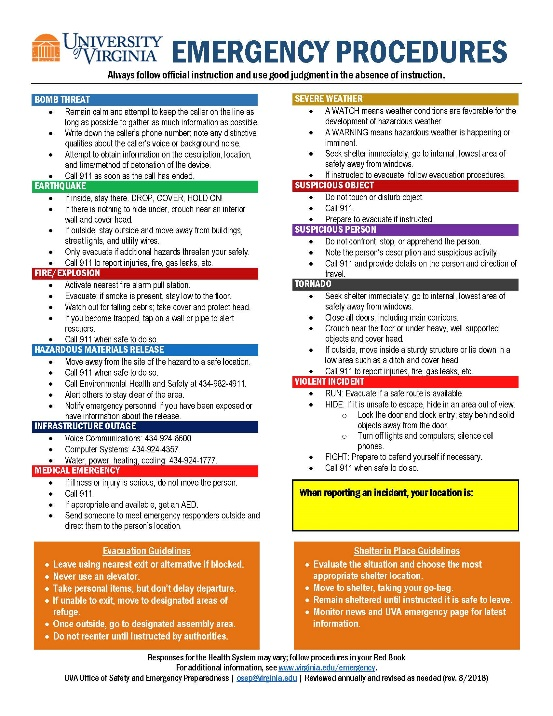 UNIVERSITY of VIRGINIA
EMERGENCY PROCEDURES
Always follow official instruction and use good judgment in the absence of instruction.
BOMB THREAT
• Remain calm and attempt to keep the caller on the line as
long as possible to gather as much information as possible.
• Write down the caller's phone number; note any distinctive
qualities about the caller's voice or background noise.
• Attempt to obtain information on the description, location,
and time/method of detonation of the device.
• Call 911 as soon as the call has ended.
EARTHQUAKE
• If inside, stay there. DROP, COVER, HOLD ON!
• If there is nothing to hide under, crouch near an interior
wall and cover head.
• If outside, stay outside and move away from buildings,
streetlights, and utility wires.
• Only evacuate if additional hazards threaten your safety.
• Call 911 to report injuries, fire, gas leaks, etc.
FIRE/EXPLOSION
• Activate nearest fire alarm pull station.
• Evacuate; if smoke is present, stay low to the floor.
• Watch out for falling debris; take cover and protect head.
• If you become trapped, tap on a wall or pipe to alert
rescuers.
• Call 911 when safe to do so.
HAZARDOUS MATERIALS RELEASE
• Move away from the site of the hazard to a safe location.
• Call 911 when safe to do so.
• Call Environmental Health and Safety at 434-982-4911.
• Alert others to stay clear of the area.
• Notify emergency personnel if you have been exposed or
have information about the release.
INFRASTRUCTURE OUTAGE
• Voice Communications: 434-924-8600
• Computer Systems: 434-924-4357
• Water, power, heating, cooling: 434-924-1777.
MEDICAL EMERGENCY
• If illness or injury is serious, do not move the person.
• Call 911.
• If appropriate and available, get an AED.
• Send someone to meet emergency responders outside and
direct them to the person's location.
SEVERE WEATHER
• A WATCH means weather conditions are favorable for the
development of hazardous weather.
• A WARNING means hazardous weather is happening or
imminent.
• Seek shelter immediately; go to internal, lowest area of
safety away from windows.
• If instructed to evacuate, follow evacuation procedures.
SUSPICIOUS OBJECT
• Do not touch or disturb object.
• Call 911.
• Prepare to evacuate if instructed.
SUSPICIOUS PERSON
• Do not confront, stop, or apprehend the person.
• Note the person's description and suspicious activity.
• Call 911 and provide details on the person and direction of
travel.
TORNADO
• Seek shelter immediately; go to internal, lowest area of
safety away from windows.
• Close all doors, including main corridors.
• Crouch near the floor or under heavy, well supported
objects and cover head.
• If outside, move inside a sturdy structure or lie down in a
low area such as a ditch and cover head.
• Call 911 to report injuries, fire, gas leaks, etc.
VIOLENT INCIDENT
• RUN: Evacuate if a safe route is available.
• HIDE: If it is unsafe to escape, hide in an area out of view.
o Lock the door and block entry; stay behind solid
objects away from the door.
o Turn off lights and computers; silence cell
phones.
• FIGHT: Prepare to defend yourself if necessary.
• Call 911 when safe to do so.
When reporting an incident, your location is:
Evacuation Guidelines
• Leave using nearest exit or alternative if blocked.
• Never use an elevator.
• Take personal items, but don't delay departure.
• If unable to exit, move to designated areas of
refuge.
• Once outside, go to designated assembly area.
• Do not reenter until instructed by authorities.
Shelter in Place Guidelines
• Evaluate the situation and choose the most
appropriate shelter location.
• Move to shelter, taking your go-bag.
• Remain sheltered until instructed it is safe to leave.
• Monitor news and UVA emergency page for latest
information.
Responses for the Health System may vary; follow procedures in your Red Book
For additional information, see www.virginia.edu/emergency.
UVA Office of Safety and Emergency Preparedness | osep@virginia.edu | Reviewed annually and revised as needed (rev. 8/2018)